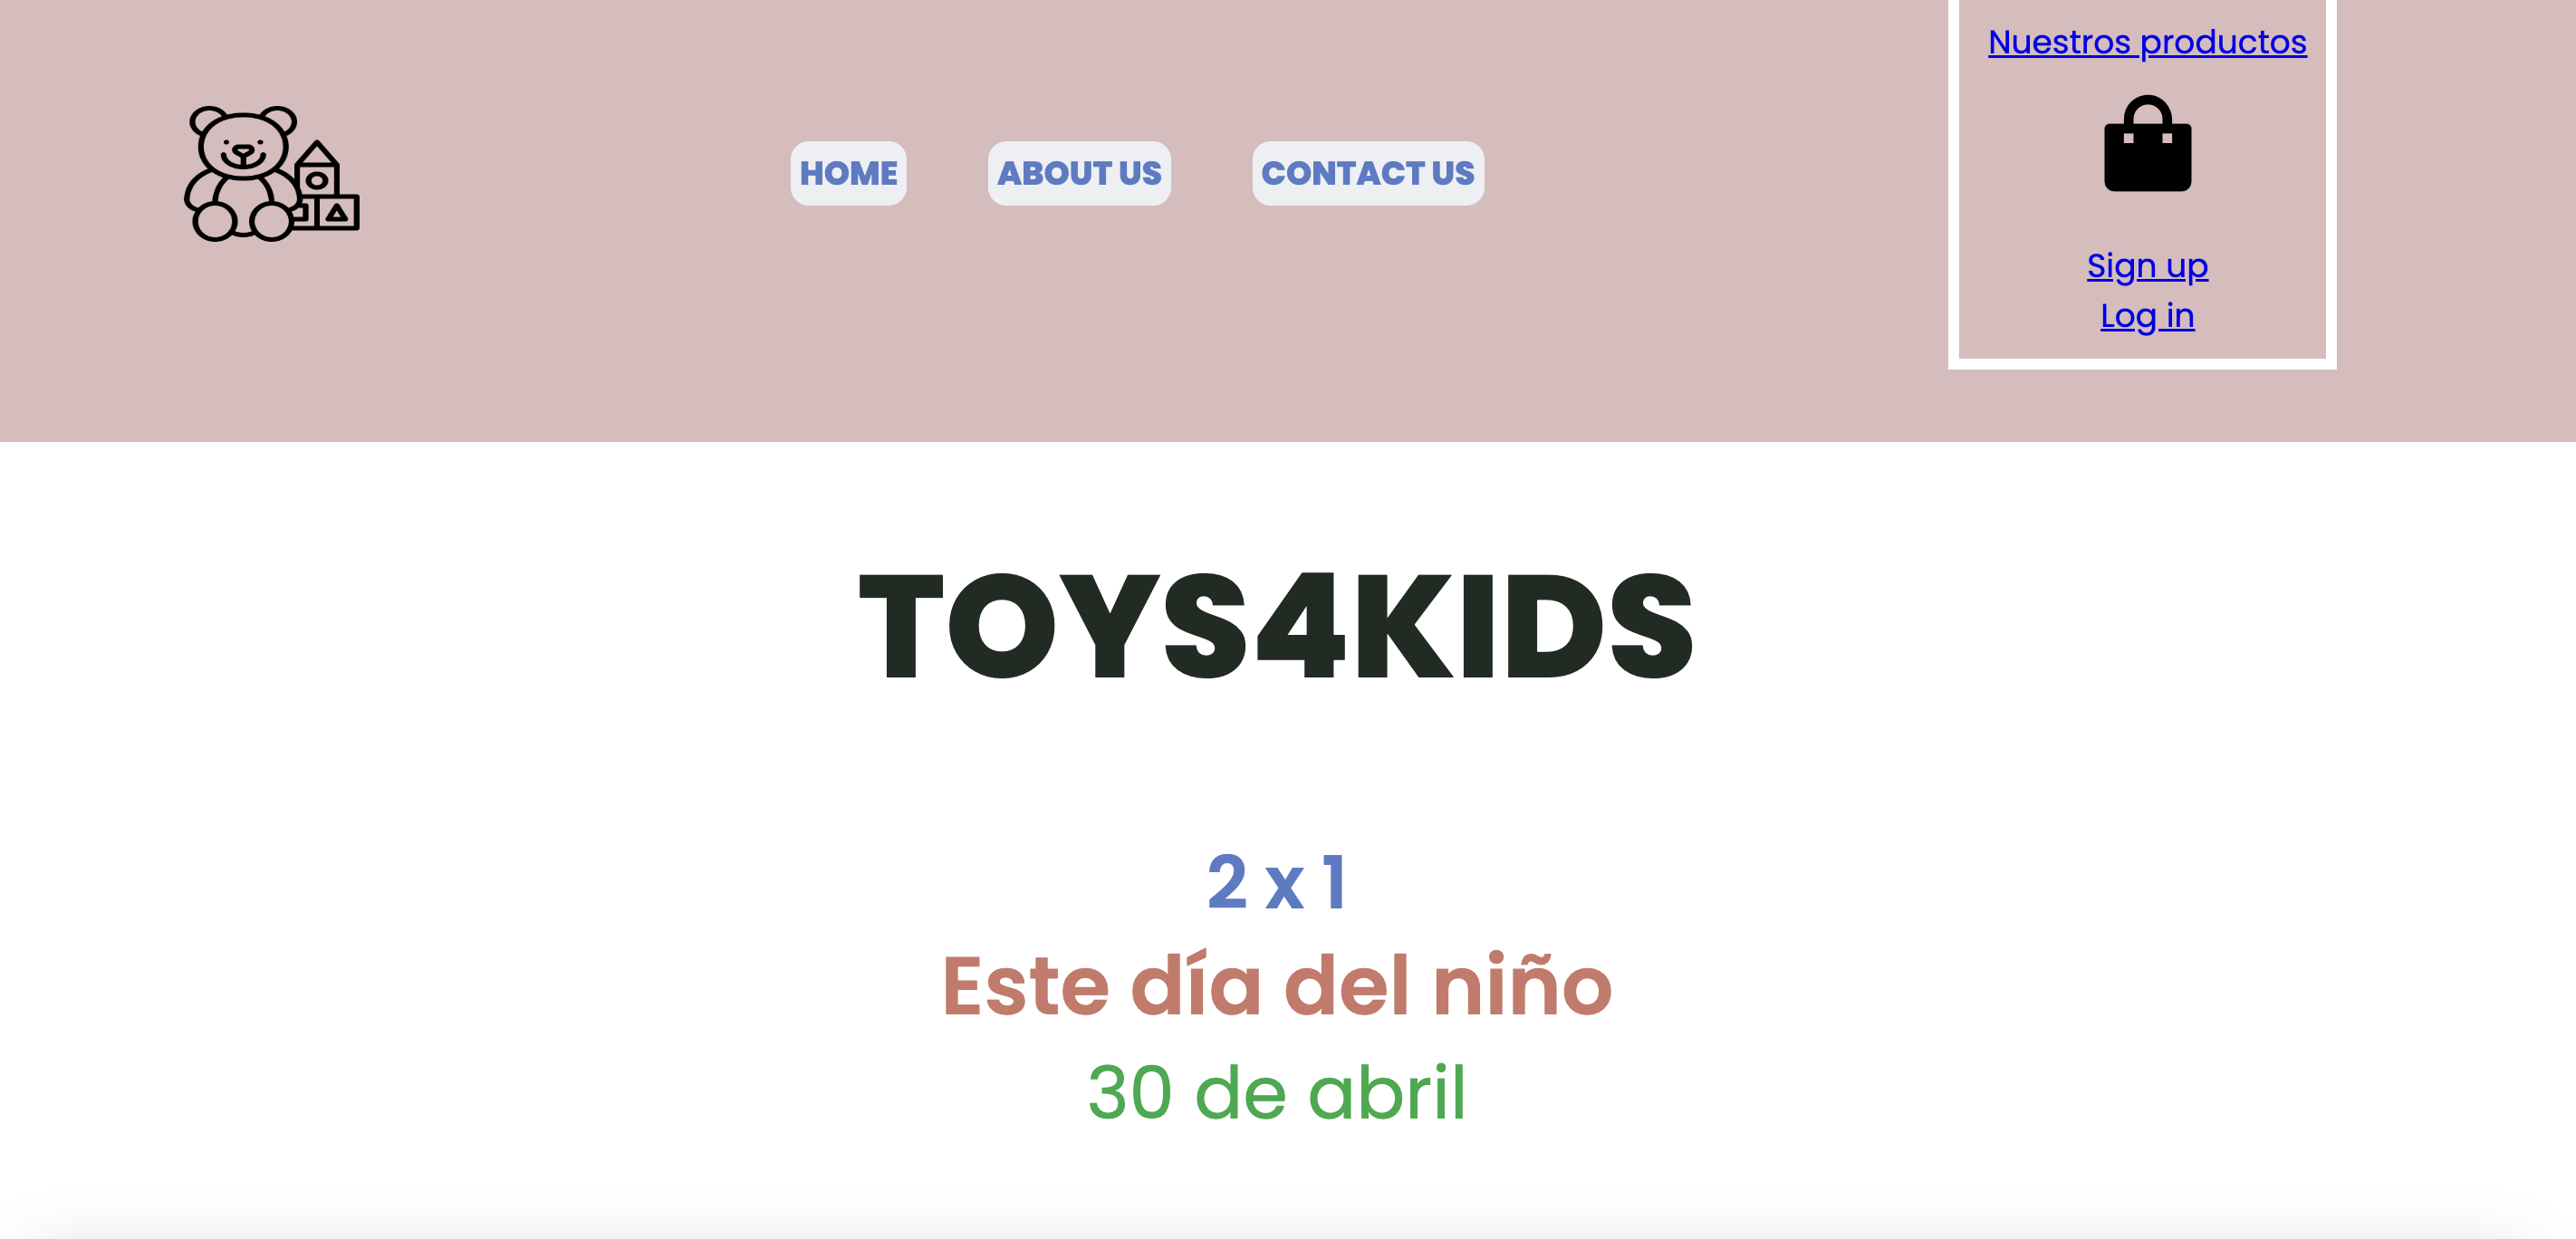 Nuestros productos
HOME
ABOUT US
CONTACT US
Sign up
Log in
TOYS4KIDS
2 x 1
Este día del niño
30 de abril